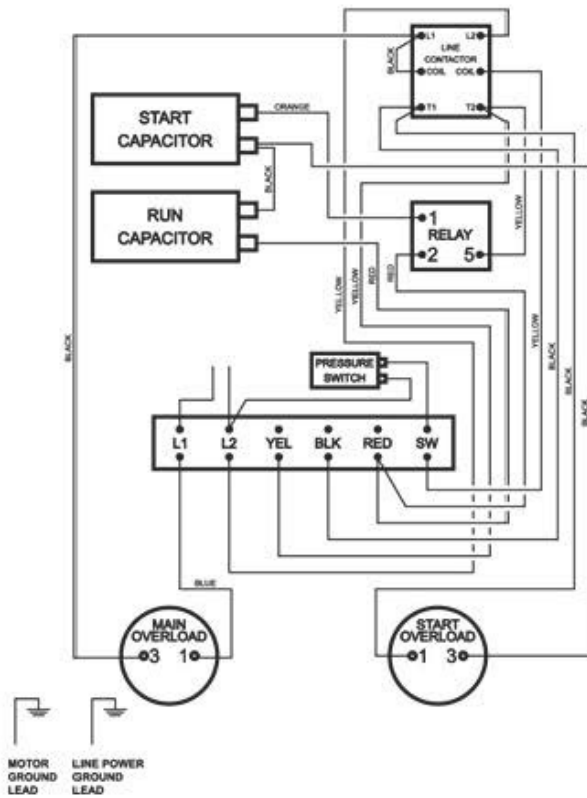 L1 L2
LINE
CONTACTOR
COIL COIL
T1 T2
BLACK
START
CAPACITOR
ORANGE
BLACK
RUN
CAPACITOR
1
RELAY
2 5
RED
YELLOW
YELLOW
YELLOW
RED
YELLOW
BLACK
BLACK
BLACK
PRESSURE
SWITCH
L1 L2 YEL BLK RED SW
BLUE
MAIN
OVERLOAD
3 1
START
OVERLOAD
1 3
MOTOR
GROUND
LEAD
LINE POWER
GROUND
LEAD